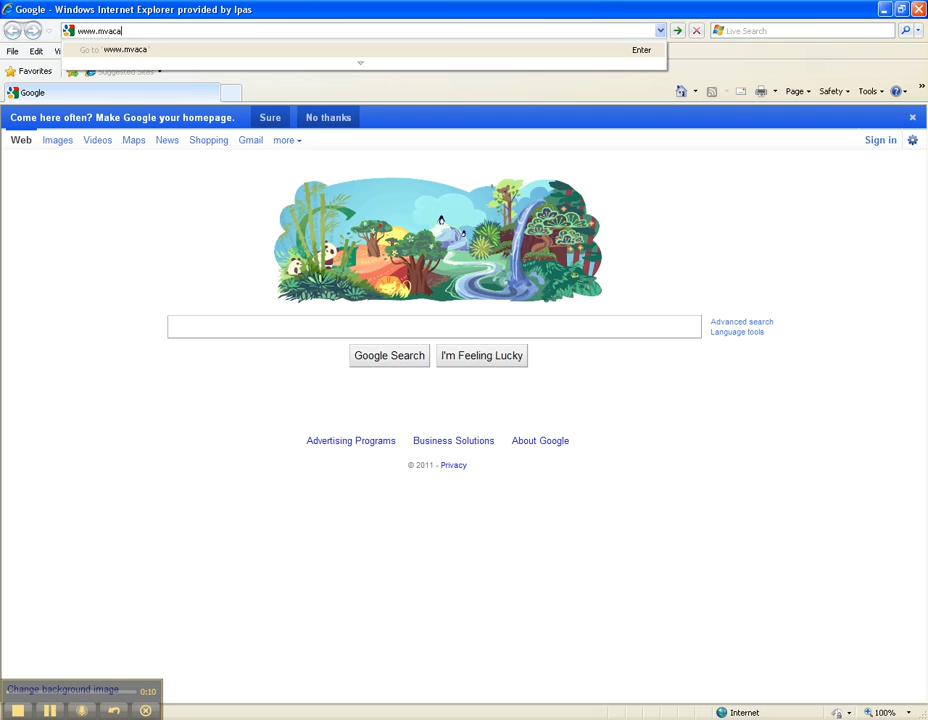 Google - Windows Internet Explorer provided by Ipas
www.mvaca
Live Search
File Edit Vi
Go to 'www.mvaca'
Enter
Favorites
Suggested Sites
Google
Page Safety Tools
Come here often? Make Google your homepage. Sure No thanks
Web Images Videos Maps News Shopping Gmail more
Sign in
Advanced search
Language tools
Google Search I'm Feeling Lucky
Advertising Programs Business Solutions About Google
© 2011 - Privacy
Change background image
0:10
Internet
100%